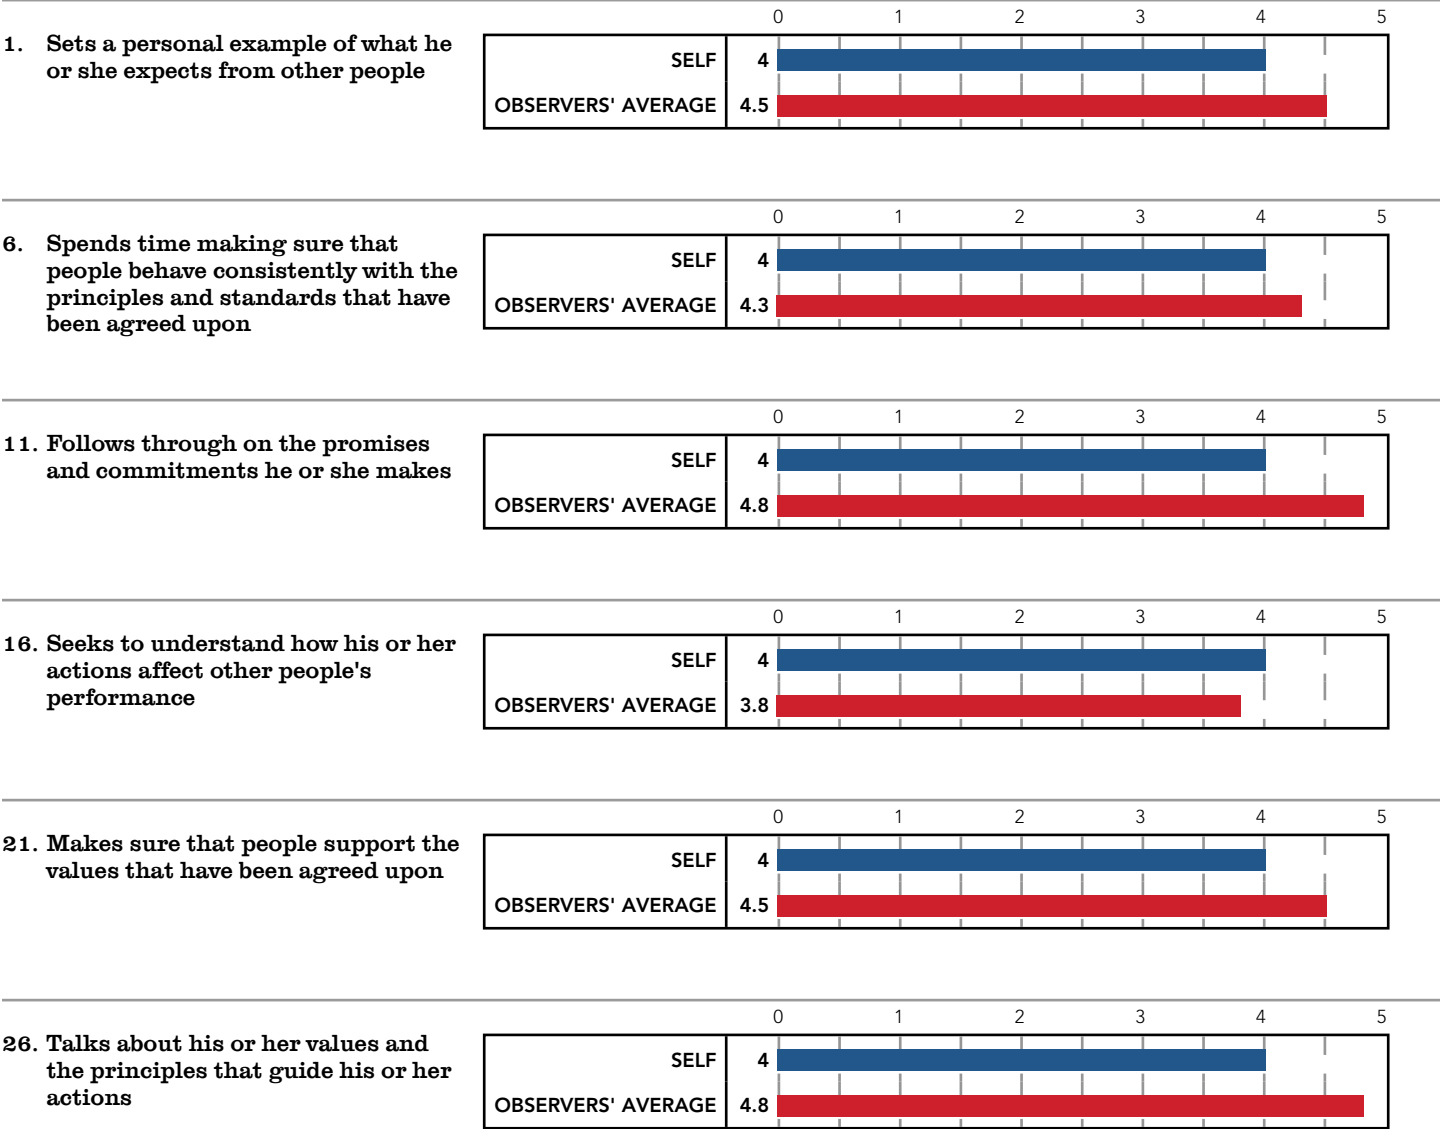 0 1 2 3 4 5
1. Sets a personal example of what he
or she expects from other people
SELF 4
OBSERVERS' AVERAGE 4.5
0 1 2 3 4 5
6. Spends time making sure that
people behave consistently with the
principles and standards that have
been agreed upon
SELF 4
OBSERVERS' AVERAGE 4.3
0 1 2 3 4 5
11. Follows through on the promises
and commitments he or she makes
SELF 4
OBSERVERS' AVERAGE 4.8
0 1 2 3 4 5
16. Seeks to understand how his or her
actions affect other people's
performance
SELF 4
OBSERVERS' AVERAGE 3.8
0 1 2 3 4 5
21. Makes sure that people support the
values that have been agreed upon
SELF 4
OBSERVERS' AVERAGE 4.5
0 1 2 3 4 5
26. Talks about his or her values and
the principles that guide his or her
actions
SELF 4
OBSERVERS' AVERAGE 4.8